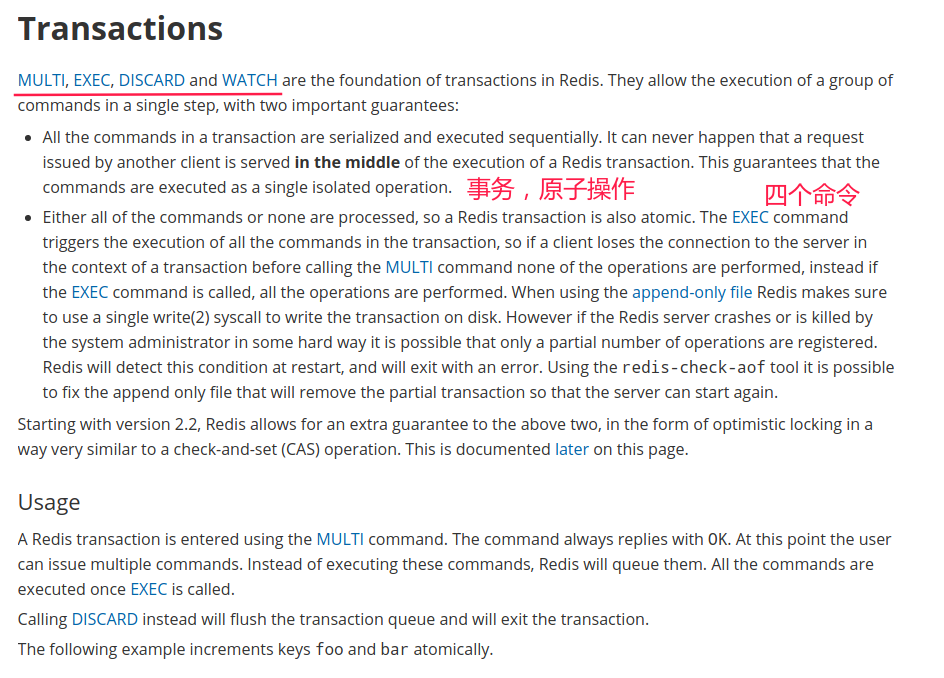 Transactions
MULTI, EXEC, DISCARD and WATCH are the foundation of transactions in Redis. They allow the execution of a group of
commands in a single step, with two important guarantees:
• All the commands in a transaction are serialized and executed sequentially. It can never happen that a request
issued by another client is served in the middle of the execution of a Redis transaction. This guarantees that the
commands are executed as a single isolated operation. 事务，原子操作
四个命令
• Either all of the commands or none are processed, so a Redis transaction is also atomic. The EXEC command
triggers the execution of all the commands in the transaction, so if a client loses the connection to the server in
the context of a transaction before calling the MULTI command none of the operations are performed, instead if
the EXEC command is called, all the operations are performed. When using the append-only file Redis makes sure
to use a single write(2) syscall to write the transaction on disk. However if the Redis server crashes or is killed by
the system administrator in some hard way it is possible that only a partial number of operations are registered.
Redis will detect this condition at restart, and will exit with an error. Using the redis-check-aof tool it is possible
to fix the append only file that will remove the partial transaction so that the server can start again.
Starting with version 2.2, Redis allows for an extra guarantee to the above two, in the form of optimistic locking in a
way very similar to a check-and-set (CAS) operation. This is documented later on this page.
Usage
A Redis transaction is entered using the MULTI command. The command always replies with OK. At this point the user
can issue multiple commands. Instead of executing these commands, Redis will queue them. All the commands are
executed once EXEC is called.
Calling DISCARD instead will flush the transaction queue and will exit the transaction.
The following example increments keys foo and bar atomically.